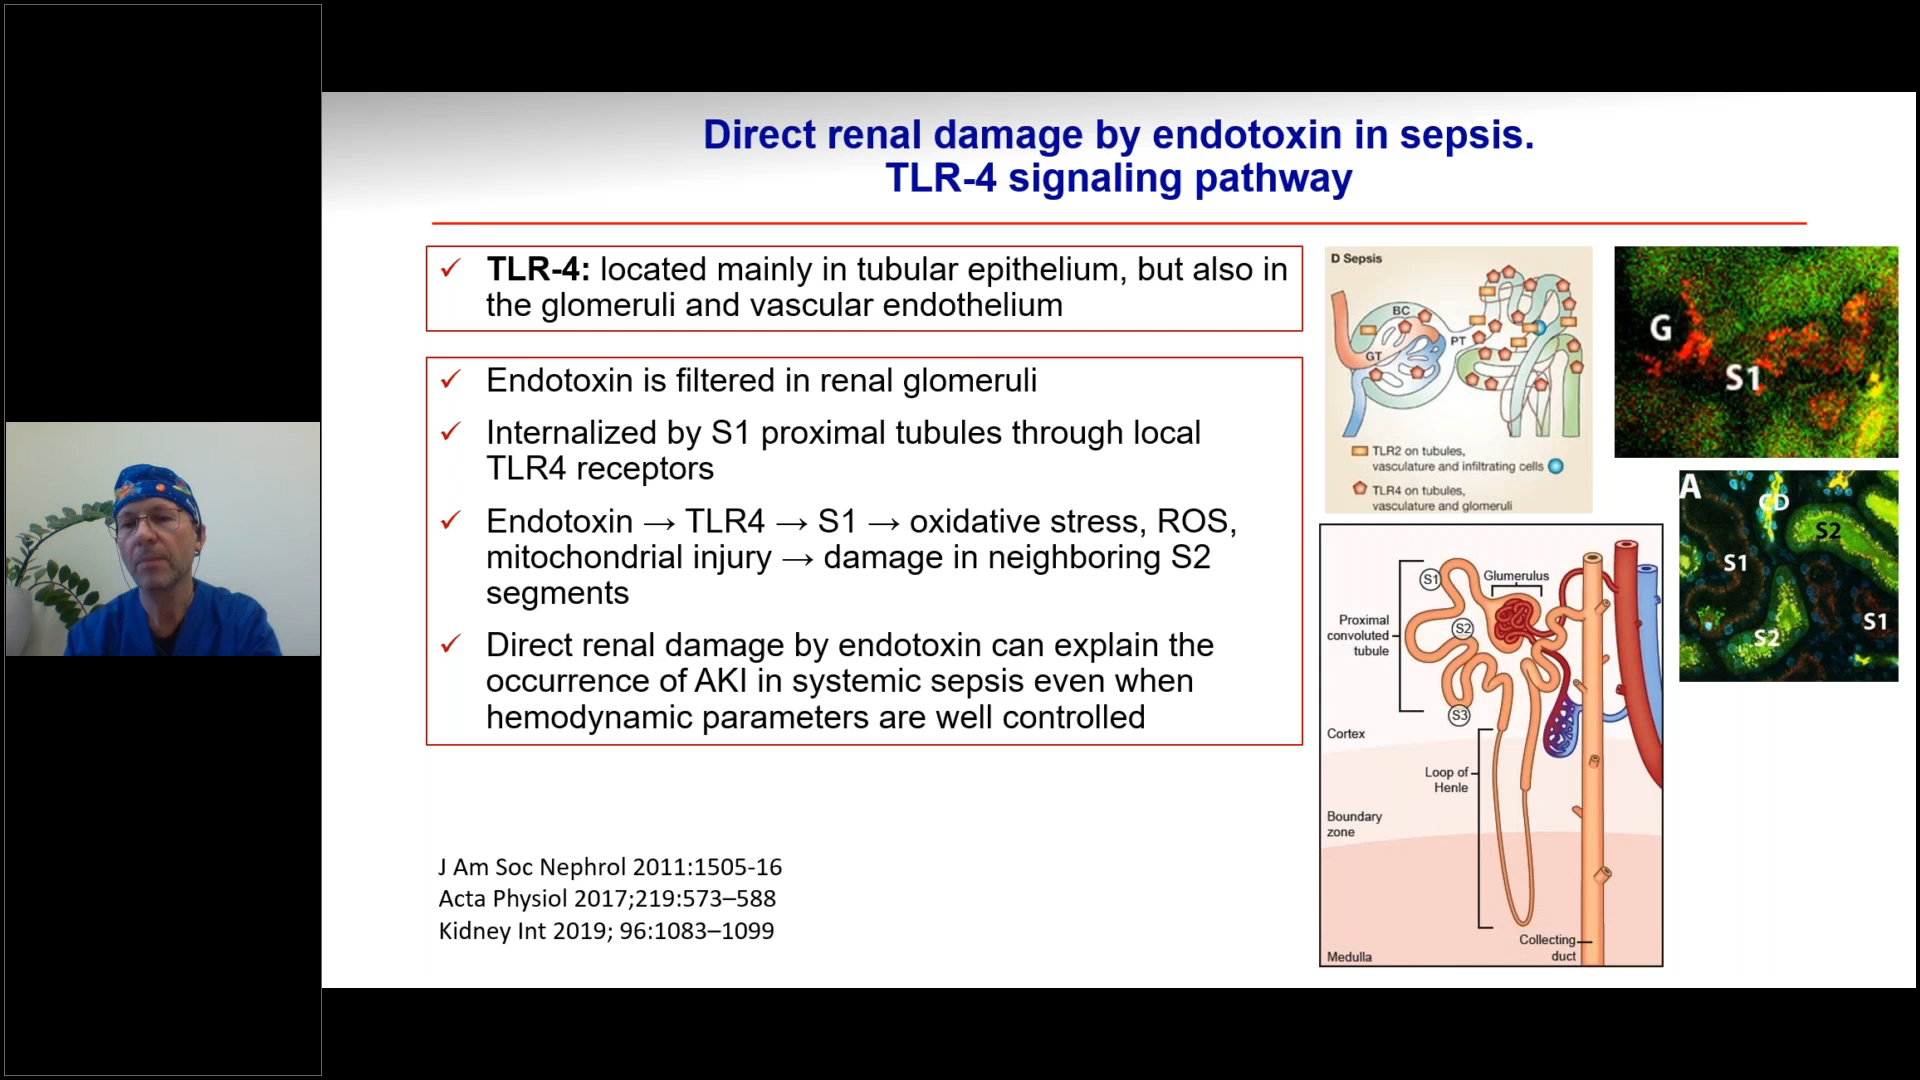 Direct renal damage by endotoxin in sepsis.
TLR-4 signaling pathway
✓ TLR-4: located mainly in tubular epithelium, but also in
the glomeruli and vascular endothelium
✓ Endotoxin is filtered in renal glomeruli
✓ Internalized by S1 proximal tubules through local
TLR4 receptors
✓ Endotoxin → TLR4 → S1 → oxidative stress, ROS,
mitochondrial injury → damage in neighboring S2
segments
✓ Direct renal damage by endotoxin can explain the
occurrence of AKI in systemic sepsis even when
hemodynamic parameters are well controlled
J Am Soc Nephrol 2011:1505-16
Acta Physiol 2017;219:573–588
Kidney Int 2019; 96:1083–1099
D Sepsis
BC
PT
GT
TLR2 on tubules,
vasculature and infiltrating cells
TLR4 on tubules,
vasculature and glomeruli
G
S1
A
CD
S2
S1
S1
S2
S1
Glumerulus
Proximal
convoluted
tubule
S2
S3
Cortex
Loop of
Henle
Boundary
zone
Collecting
duct
Medulla